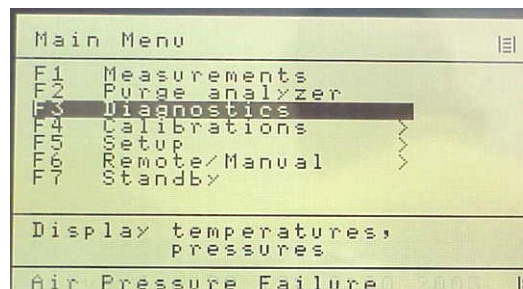 Main Menu
F1 Measurements
F2 Purge analyzer
F3 Diagnostics
F4 Calibrations >
F5 Setup >
F6 Remote/Manual >
F7 Standby
Display temperatures,
pressures
Air Pressure Failure